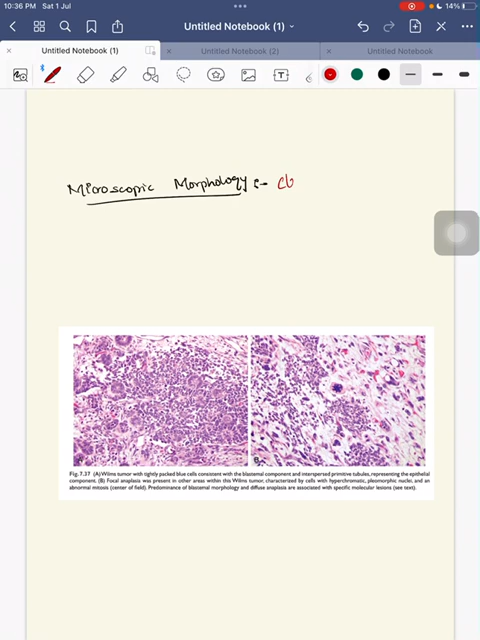 10:36 PM Sat 1 Jul
14%
Untitled Notebook (1)
Untitled Notebook (1)
Untitled Notebook (2)
Untitled Notebook
Microscopic Morphology :- Cl
Fig. 7.37 (A) Wilms tumor with tightly packed blue cells consistent with the blastemal component and interspersed primitive tubules, representing the epithelial
component. (B) Focal anaplasia was present in other areas within this Wilms tumor, characterized by cells with hyperchromatic, pleomorphic nuclei, and an
abnormal mitosis (center of field). Predominance of blastemal morphology and diffuse anaplasia are associated with specific molecular lesions (see text).